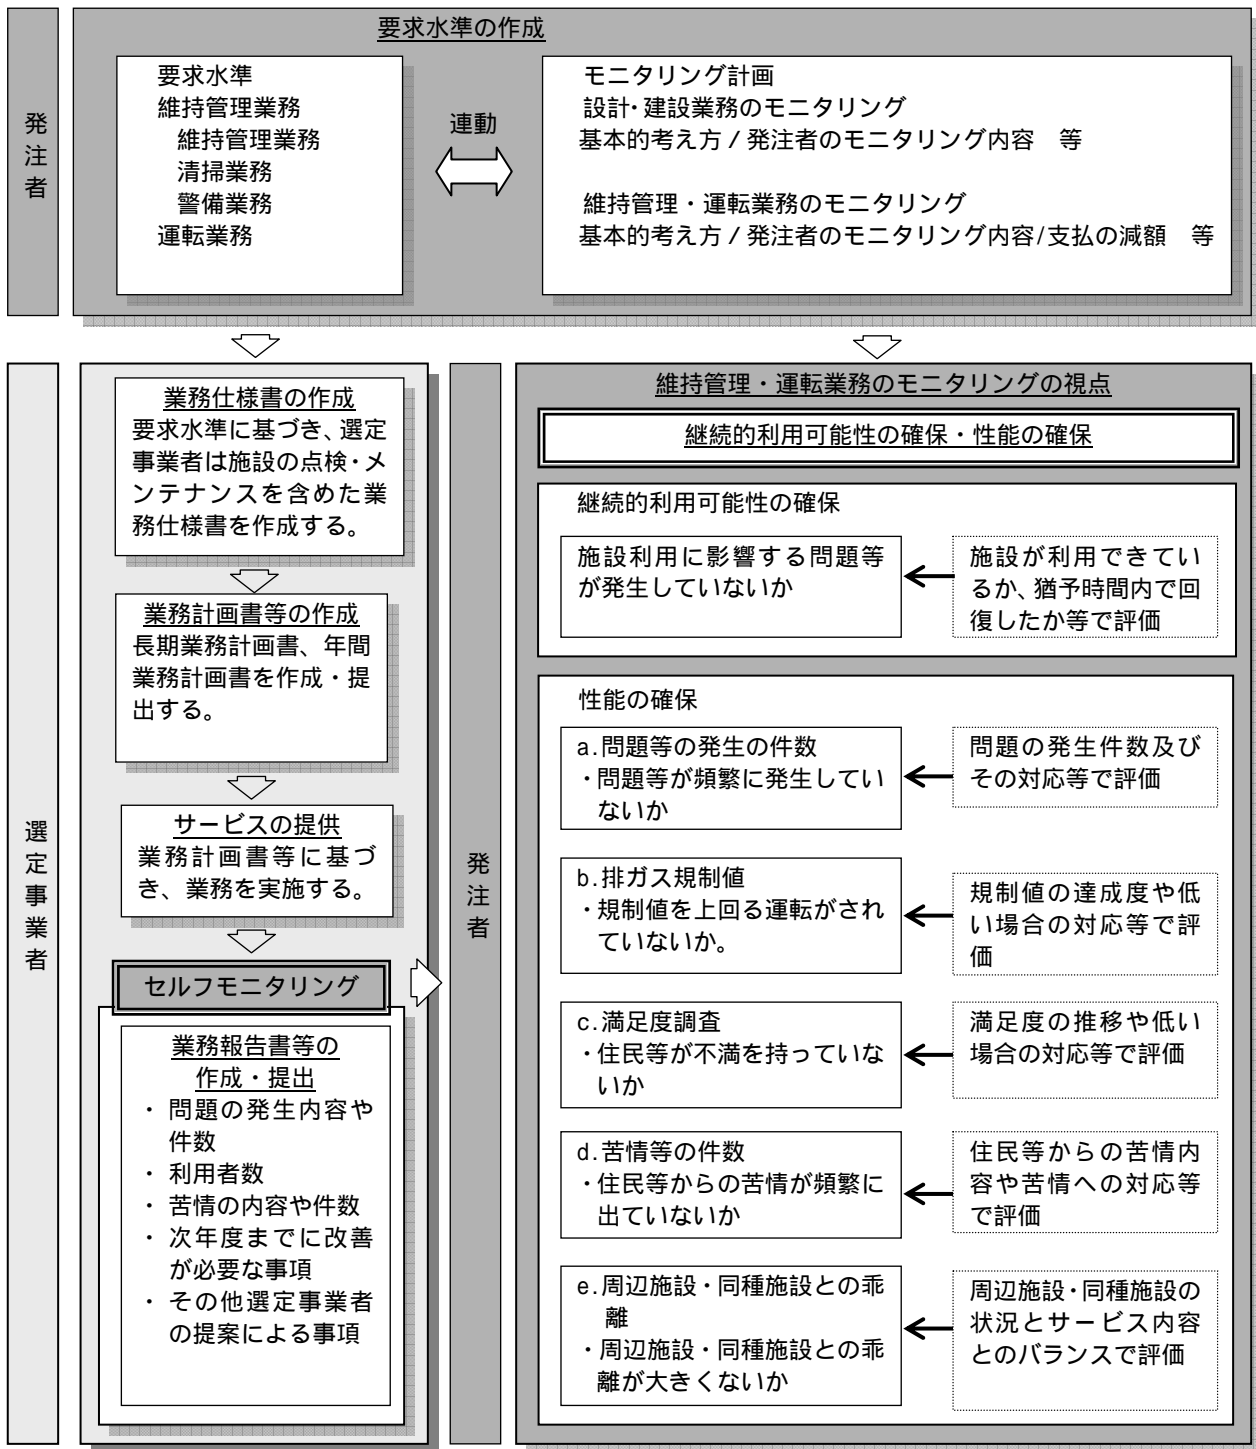 要求水準の作成
発注者
要求水準
維持管理業務
維持管理業務
清掃業務
警備業務
運転業務
連動
モニタリング計画
設計・建設業務のモニタリング
基本的考え方 / 発注者のモニタリング内容　等
維持管理・運転業務のモニタリング
基本的考え方 / 発注者のモニタリング内容/支払の減額　等
選定事業者
業務仕様書の作成
要求水準に基づき、選定
事業者は施設の点検・メ
ンテナンスを含めた業
務仕様書を作成する。
業務計画書等の作成
長期業務計画書、年間
業務計画書を作成・提
出する。
サービスの提供
業務計画書等に基づ
き、業務を実施する。
セルフモニタリング
業務報告書等の
作成・提出
・ 問題の発生内容や
件数
・ 利用者数
・ 苦情の内容や件数
・ 次年度までに改善
が必要な事項
・ その他選定事業者
の提案による事項
発注者
維持管理・運転業務のモニタリングの視点
継続的利用可能性の確保・性能の確保
継続的利用可能性の確保
施設利用に影響する問題等
が発生していないか
施設が利用できてい
るか、猶予時間内で回
復したか等で評価
性能の確保
a.問題等の発生の件数
・問題等が頻繁に発生してい
ないか
問題の発生件数及び
その対応等で評価
b.排ガス規制値
・規制値を上回る運転がされ
ていないか。
規制値の達成度や低
い場合の対応等で評
価
c.満足度調査
・住民等が不満を持っていな
いか
満足度の推移や低い
場合の対応等で評価
d.苦情等の件数
・住民等からの苦情が頻繁に
出ていないか
住民等からの苦情内
容や苦情への対応等
で評価
e.周辺施設・同種施設との乖
離
・周辺施設・同種施設との乖
離が大きくないか
周辺施設・同種施設の
状況とサービス内容
とのバランスで評価